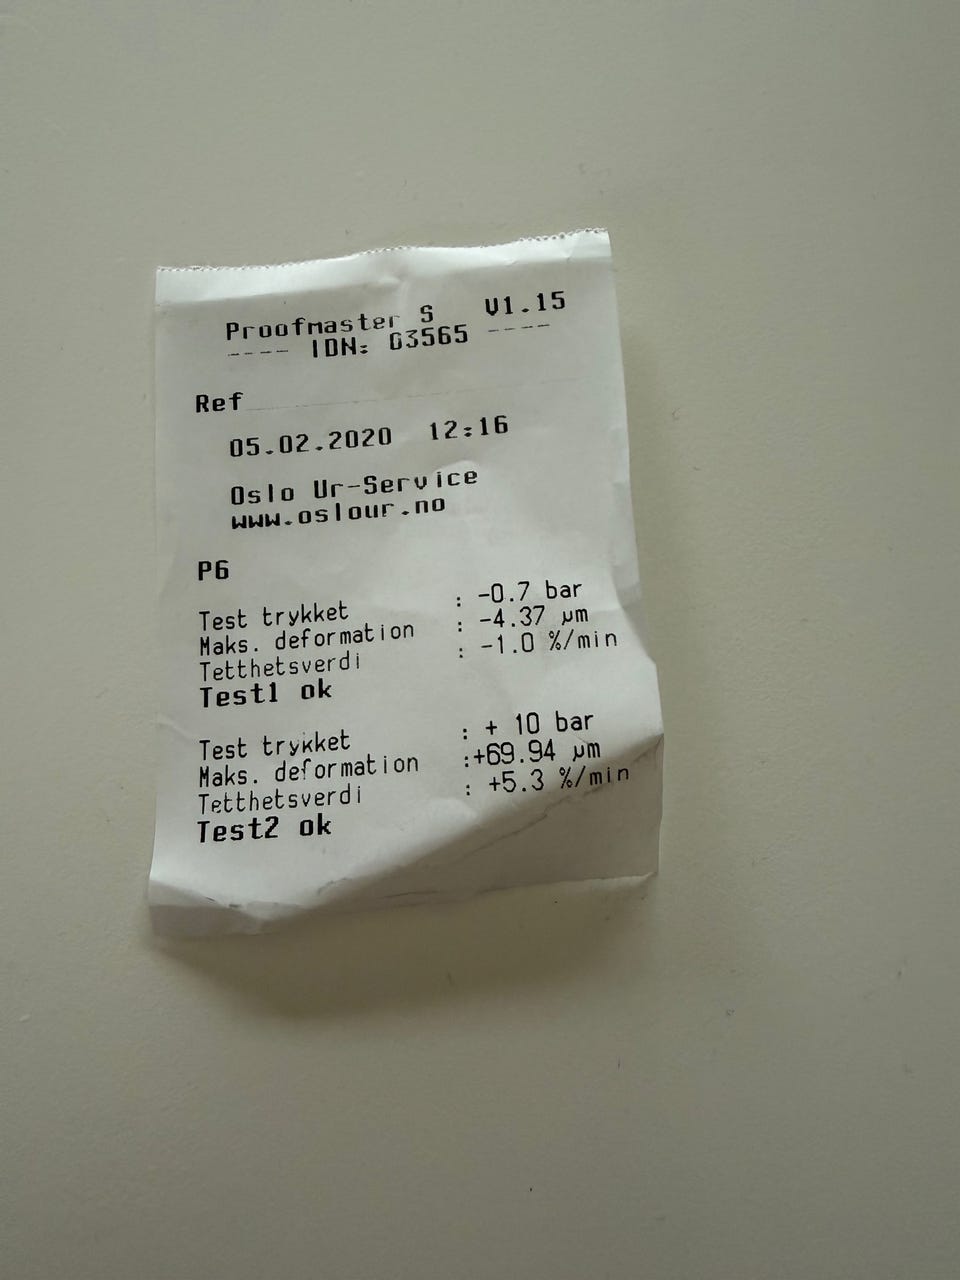 Proofmaster S V1.15
---- IDN: G3565 ----
Ref
05.02.2020 12:16
Oslo Ur-Service
www.oslour.no
P6
Test trykket : -0.7 bar
Maks. deformation : -4.37 µm
Tetthetsverdi : -1.0 %/min
Test1 ok
Test trykket : + 10 bar
Maks. deformation :+69.94 µm
Tetthetsverdi : +5.3 %/min
Test2 ok